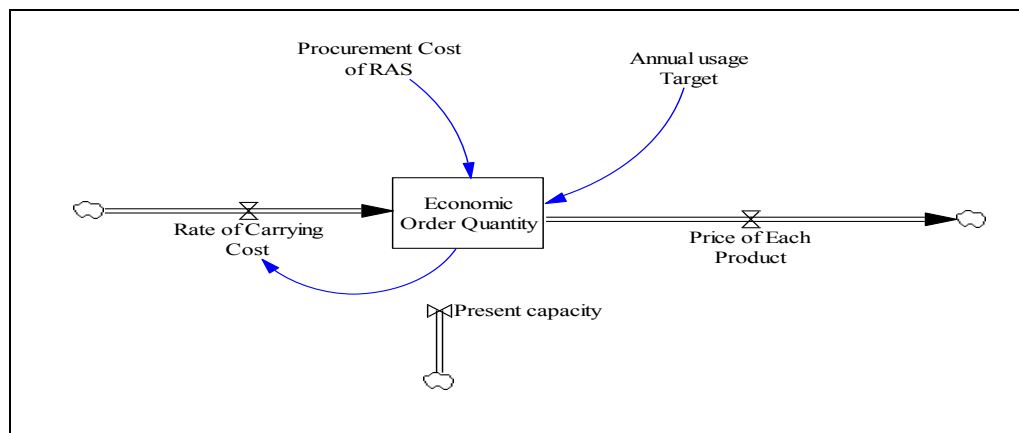 Procurement Cost
of RAS
Annual usage
Target
Economic
Order Quantity
Rate of Carrying
Cost
Price of Each
Product
Present capacity